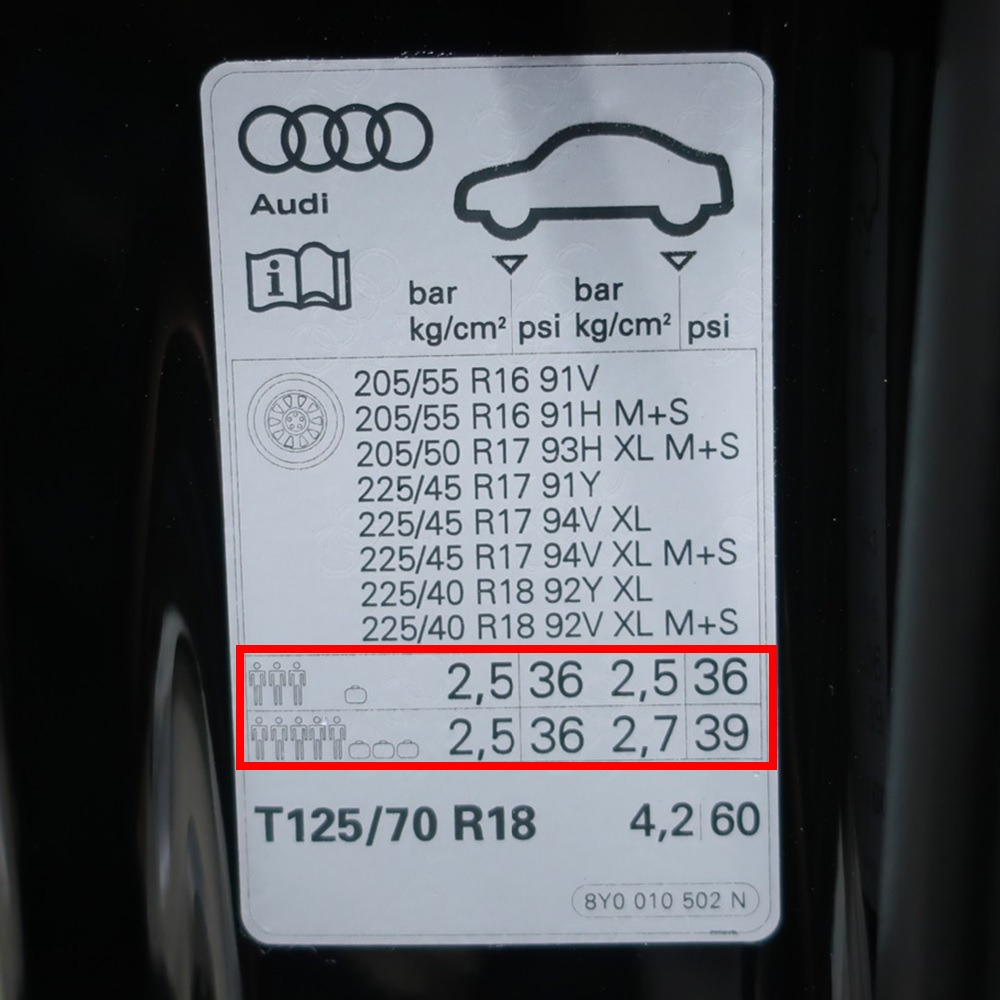 Audi
i
bar bar
kg/cm² psi kg/cm² psi
205/55 R16 91V
205/55 R16 91H M+S
205/50 R17 93H XL M+S
225/45 R17 91Y
225/45 R17 94V XL
225/45 R17 94V XL M+S
225/40 R18 92Y XL
225/40 R18 92V XL M+S
2,5 36 2,5 36
2,5 36 2,7 39
T125/70 R18 4,2 60
8Y0 010 502 N